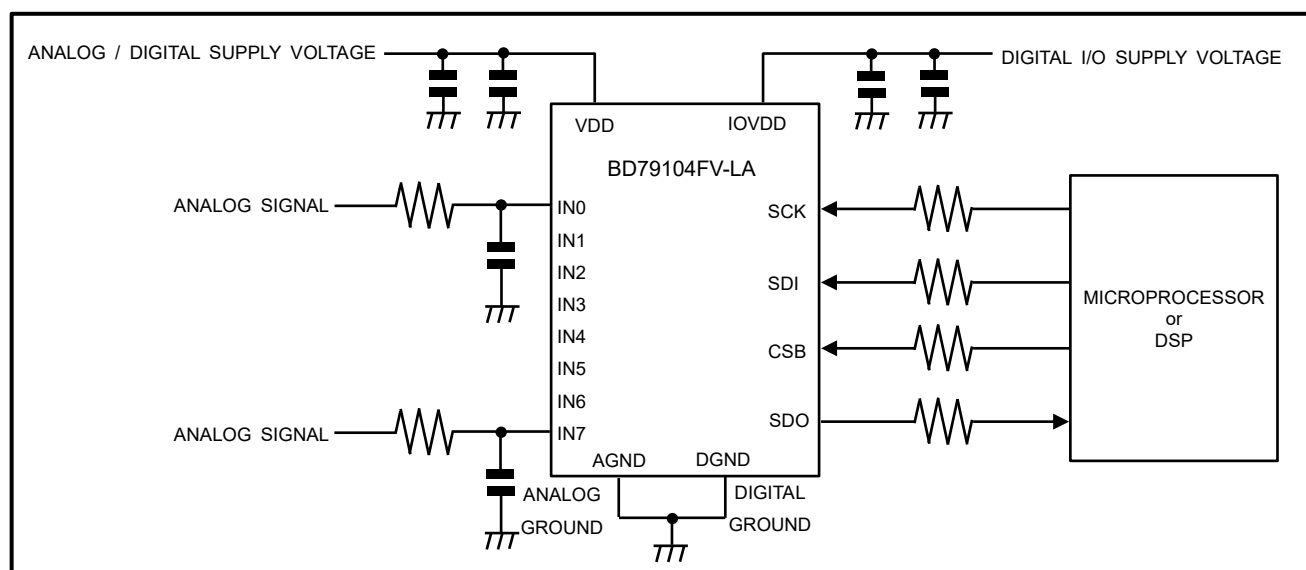 ANALOG / DIGITAL SUPPLY VOLTAGE
DIGITAL I/O SUPPLY VOLTAGE
VDD
IOVDD
BD79104FV-LA
ANALOG SIGNAL
IN0
IN1
IN2
IN3
IN4
IN5
IN6
IN7
ANALOG SIGNAL
SCK
SDI
CSB
SDO
MICROPROCESSOR
or
DSP
AGND
DGND
ANALOG
GROUND
DIGITAL
GROUND